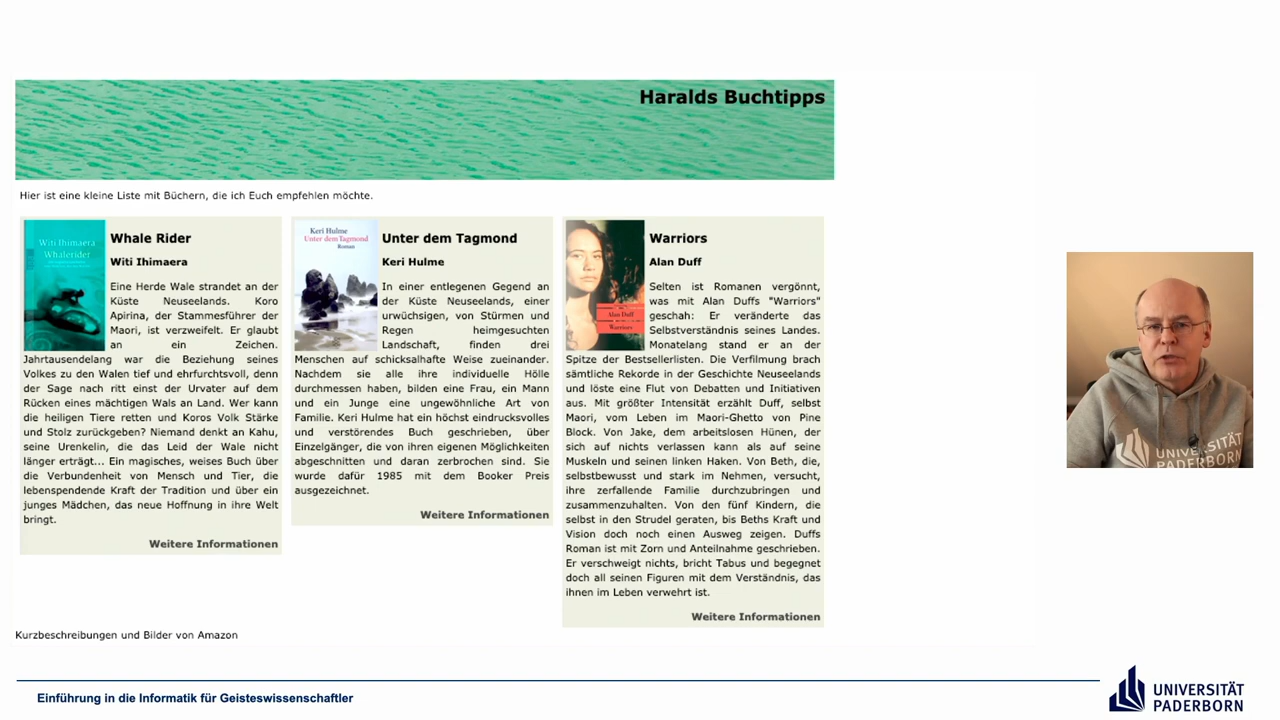 Haralds Buchtipps
Hier ist eine kleine Liste mit Büchern, die ich Euch empfehlen möchte.
Witi Ihimaera
Whalerider
Whale Rider
Witi Ihimaera
Eine Herde Wale strandet an der
Küste Neuseelands. Koro
Apirina, der Stammesführer der
Maori, ist verzweifelt. Er glaubt
an ein Zeichen.
Jahrtausendelang war die Beziehung seines
Volkes zu den Walen tief und ehrfurchtsvoll, denn
der Sage nach ritt einst der Urvater auf dem
Rücken eines mächtigen Wals an Land. Wer kann
die heiligen Tiere retten und Koros Volk Stärke
und Stolz zurückgeben? Niemand denkt an Kahu,
seine Urenkelin, die das Leid der Wale nicht
länger erträgt... Ein magisches, weises Buch über
die Verbundenheit von Mensch und Tier, die
lebenspendende Kraft der Tradition und über ein
junges Mädchen, das neue Hoffnung in ihre Welt
bringt.
Weitere Informationen
Keri Hulme
Unter dem Tagmond
Roman
Unter dem Tagmond
Keri Hulme
In einer entlegenen Gegend an
der Küste Neuseelands, einer
urwüchsigen, von Stürmen und
Regen heimgesuchten
Landschaft, finden drei
Menschen auf schicksalhafte Weise zueinander.
Nachdem sie alle ihre individuelle Hölle
durchmessen haben, bilden eine Frau, ein Mann
und ein Junge eine ungewöhnliche Art von
Familie. Keri Hulme hat ein höchst eindrucksvolles
und verstörendes Buch geschrieben, über
Einzelgänger, die von ihren eigenen Möglichkeiten
abgeschnitten und daran zerbrochen sind. Sie
wurde dafür 1985 mit dem Booker Preis
ausgezeichnet.
Weitere Informationen
Alan Duff
Warriors
Warriors
Alan Duff
Selten ist Romanen vergönnt,
was mit Alan Duffs "Warriors"
geschah: Er veränderte das
Selbstverständnis seines Landes.
Monatelang stand er an der
Spitze der Bestsellerlisten. Die Verfilmung brach
sämtliche Rekorde in der Geschichte Neuseelands
und löste eine Flut von Debatten und Initiativen
aus. Mit größter Intensität erzählt Duff, selbst
Maori, vom Leben im Maori-Ghetto von Pine
Block. Von Jake, dem arbeitslosen Hünen, der
sich auf nichts verlassen kann als auf seine
Muskeln und seinen linken Haken. Von Beth, die,
selbstbewusst und stark im Nehmen, versucht,
ihre zerfallende Familie durchzubringen und
zusammenzuhalten. Von den fünf Kindern, die
selbst in den Strudel geraten, bis Beths Kraft und
Vision doch noch einen Ausweg zeigen. Duffs
Roman ist mit Zorn und Anteilnahme geschrieben.
Er verschweigt nichts, bricht Tabus und begegnet
doch all seinen Figuren mit dem Verständnis, das
ihnen im Leben verwehrt ist.
Weitere Informationen
Kurzbeschreibungen und Bilder von Amazon
UNIVERSITÄT
PADERBORN
Einführung in die Informatik für Geisteswissenschaftler
UNIVERSITÄT
PADERBORN